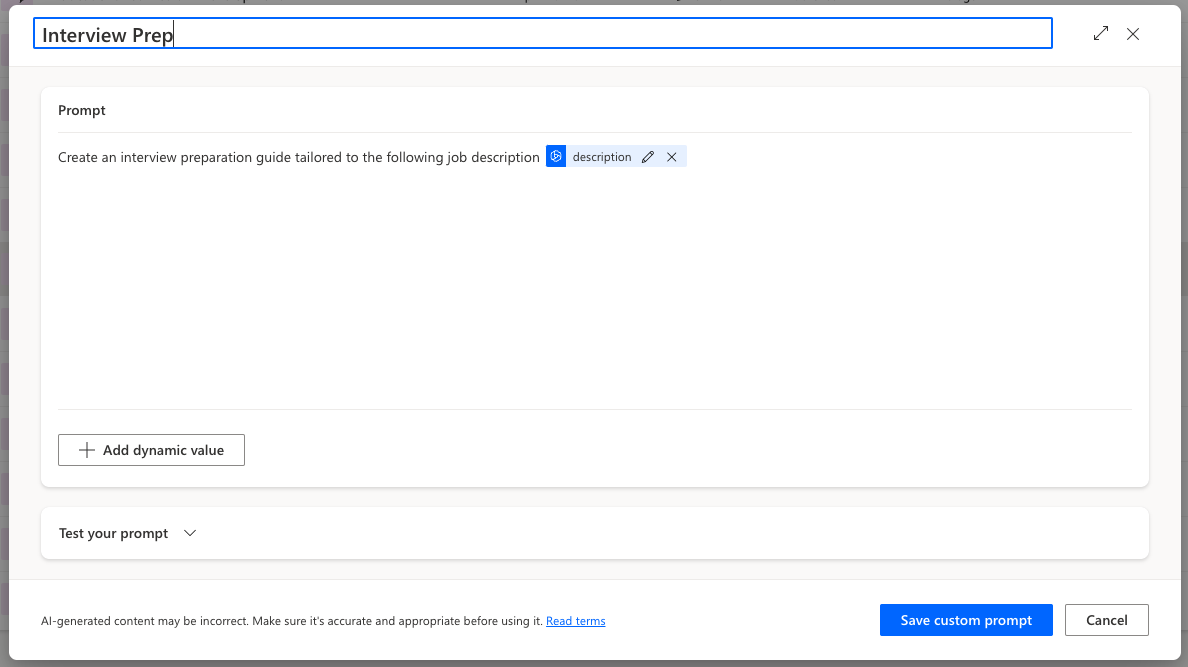 Interview Prep
Prompt
Create an interview preparation guide tailored to the following job description description
Add dynamic value
Test your prompt
AI-generated content may be incorrect. Make sure it's accurate and appropriate before using it. Read terms
Save custom prompt
Cancel